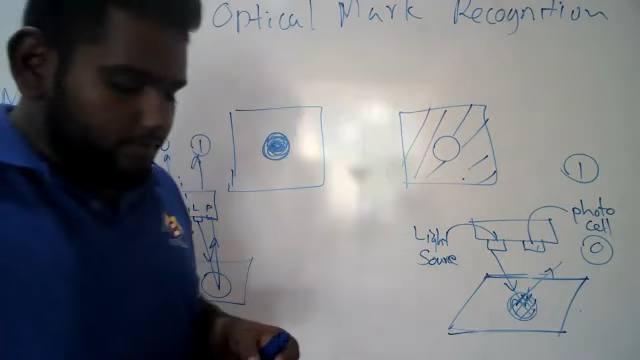 Optical Mark Recognition
1
1
L P
Light
Source
photo
cell
0